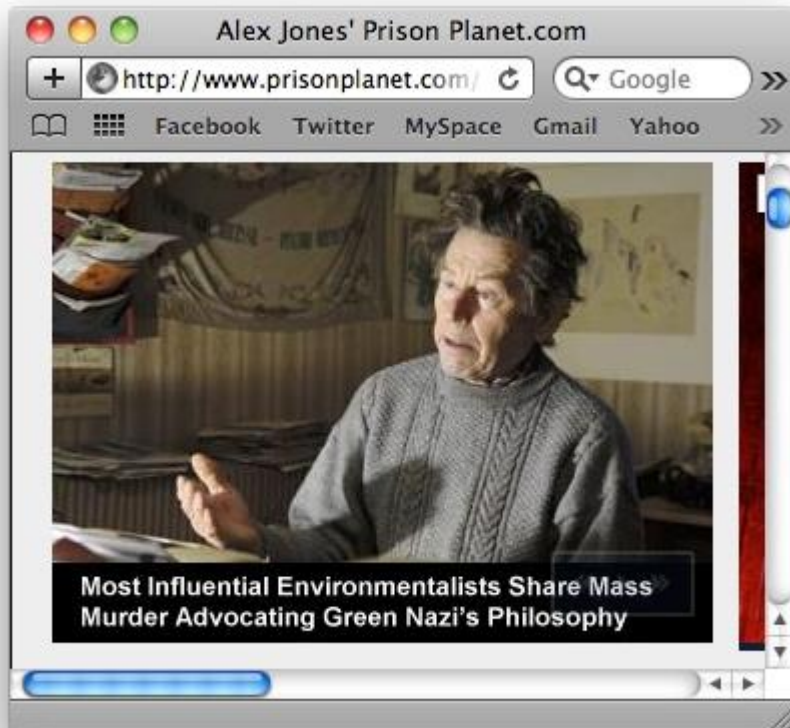 Alex Jones' Prison Planet.com
http://www.prisonplanet.com/
Google
Facebook Twitter MySpace Gmail Yahoo
Most Influential Environmentalists Share Mass
Murder Advocating Green Nazi's Philosophy